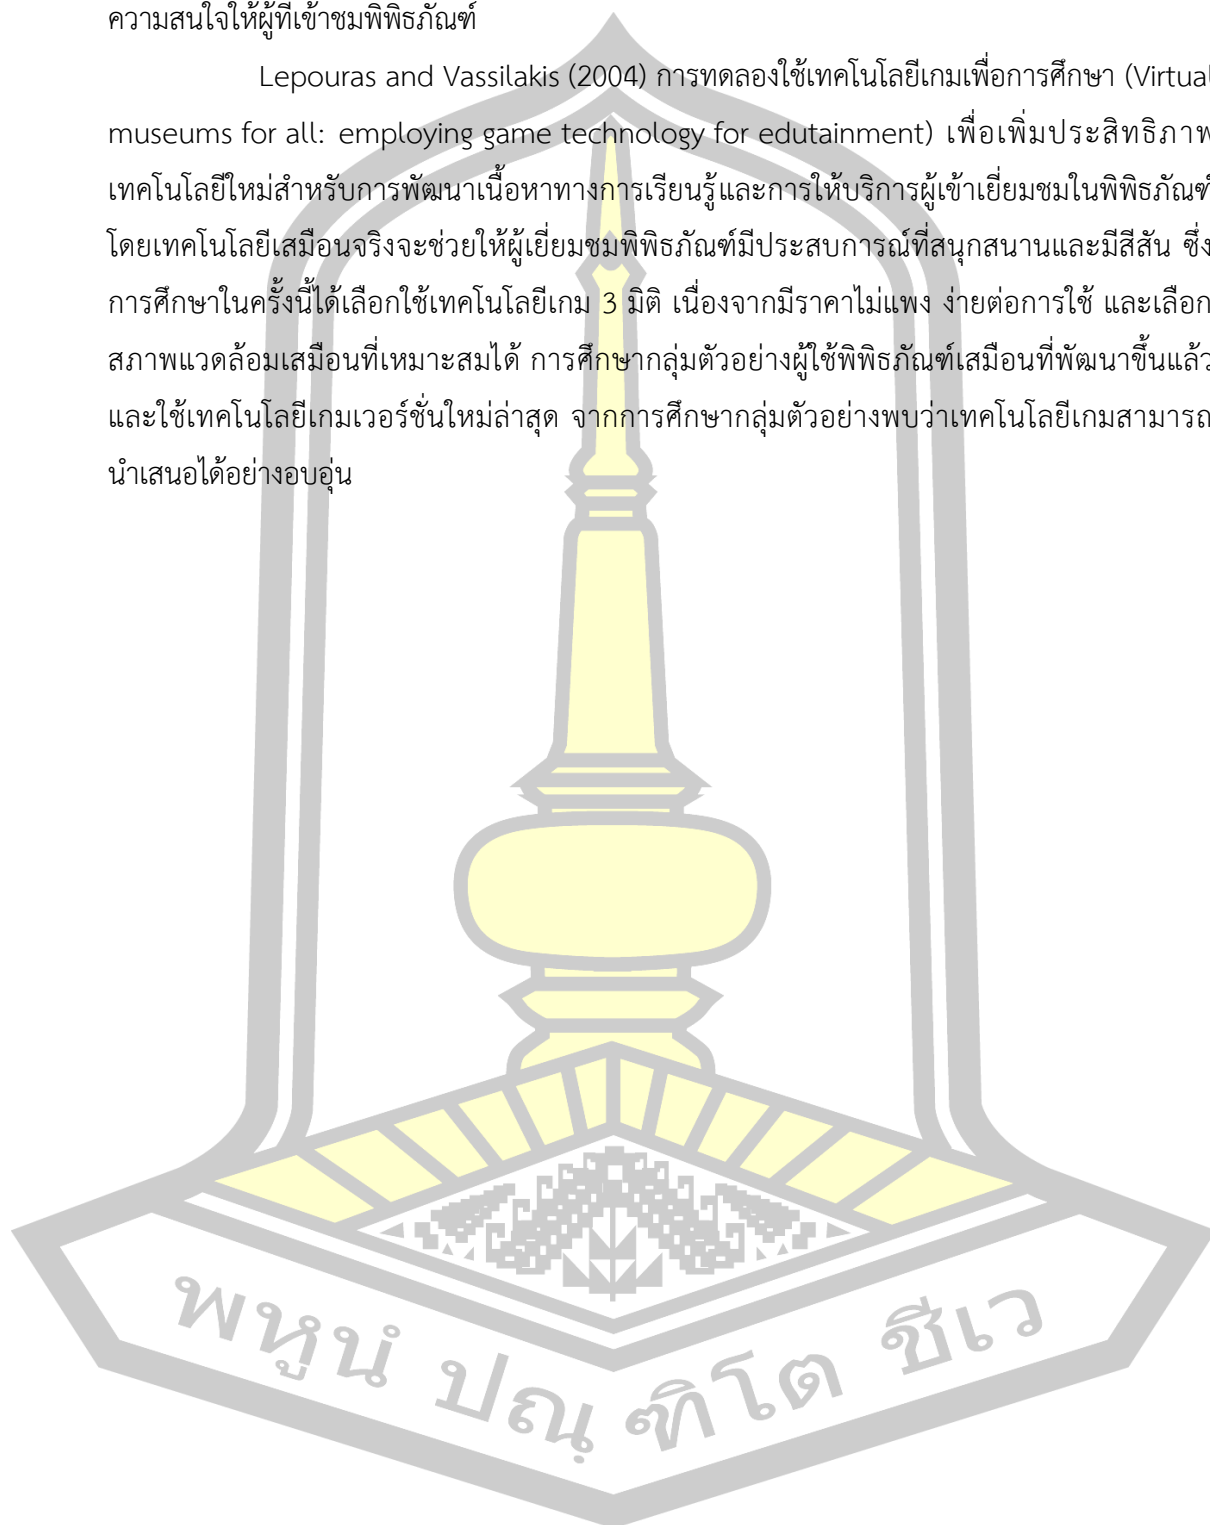 ความสนใจให้ผู้ที่เข้าชมพิพิธภัณฑ์
Lepouras and Vassilakis (2004) การทดลองใช้เทคโนโลยีเกมเพื่อการศึกษา (Virtual
museums for all: employing game technology for edutainment) เพื่อเพิ่มประสิทธิภาพ
เทคโนโลยีใหม่สำหรับการพัฒนาเนื้อหาทางการเรียนรู้และการให้บริการผู้เข้าเยี่ยมชมในพิพิธภัณฑ์
โดยเทคโนโลยีเสมือนจริงจะช่วยให้ผู้เยี่ยมชมพิพิธภัณฑ์มีประสบการณ์ที่สนุกสนานและมีสีสัน ซึ่ง
การศึกษาในครั้งนี้ได้เลือกใช้เทคโนโลยีเกม 3 มิติ เนื่องจากมีราคาไม่แพง ง่ายต่อการใช้ และเลือก
สภาพแวดล้อมเสมือนที่เหมาะสมได้ การศึกษากลุ่มตัวอย่างผู้ใช้พิพิธภัณฑ์เสมือนที่พัฒนาขึ้นแล้ว
และใช้เทคโนโลยีเกมเวอร์ชั่นใหม่ล่าสุด จากการศึกษากลุ่มตัวอย่างพบว่าเทคโนโลยีเกมสามารถ
นำเสนอได้อย่างอบอุ่น
พหูนํ ปณฺ ฑิโต ชีเว